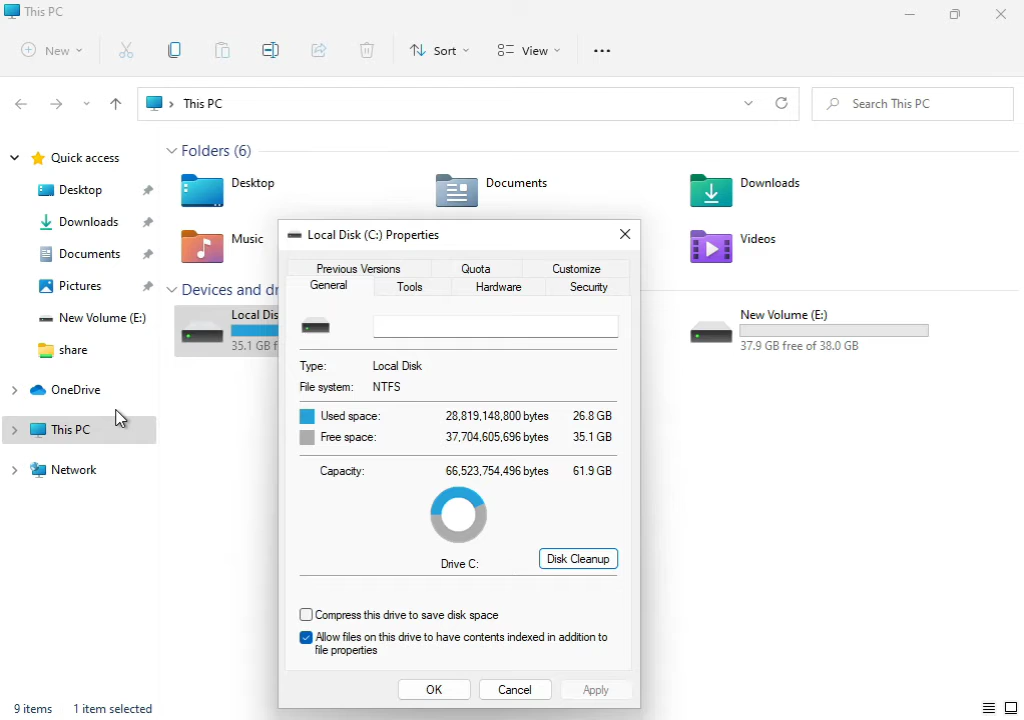 This PC
New
Sort
View
This PC
Search This PC
Quick access
Desktop
Downloads
Documents
Pictures
New Volume (E:)
share
OneDrive
This PC
Network
Folders (6)
Desktop
Documents
Downloads
Music
Videos
Devices and
Local
35.1 GB
New Volume (E:)
37.9 GB free of 38.0 GB
Local Disk (C:) Properties
Previous Versions
Quota
Customize
General
Tools
Hardware
Security
Type: Local Disk
File system: NTFS
Used space: 28,819,148,800 bytes 26.8 GB
Free space: 37,704,605,696 bytes 35.1 GB
Capacity: 66,523,754,496 bytes 61.9 GB
Drive C:
Disk Cleanup
Compress this drive to save disk space
Allow files on this drive to have contents indexed in addition to
file properties
OK
Cancel
Apply
9 items
1 item selected